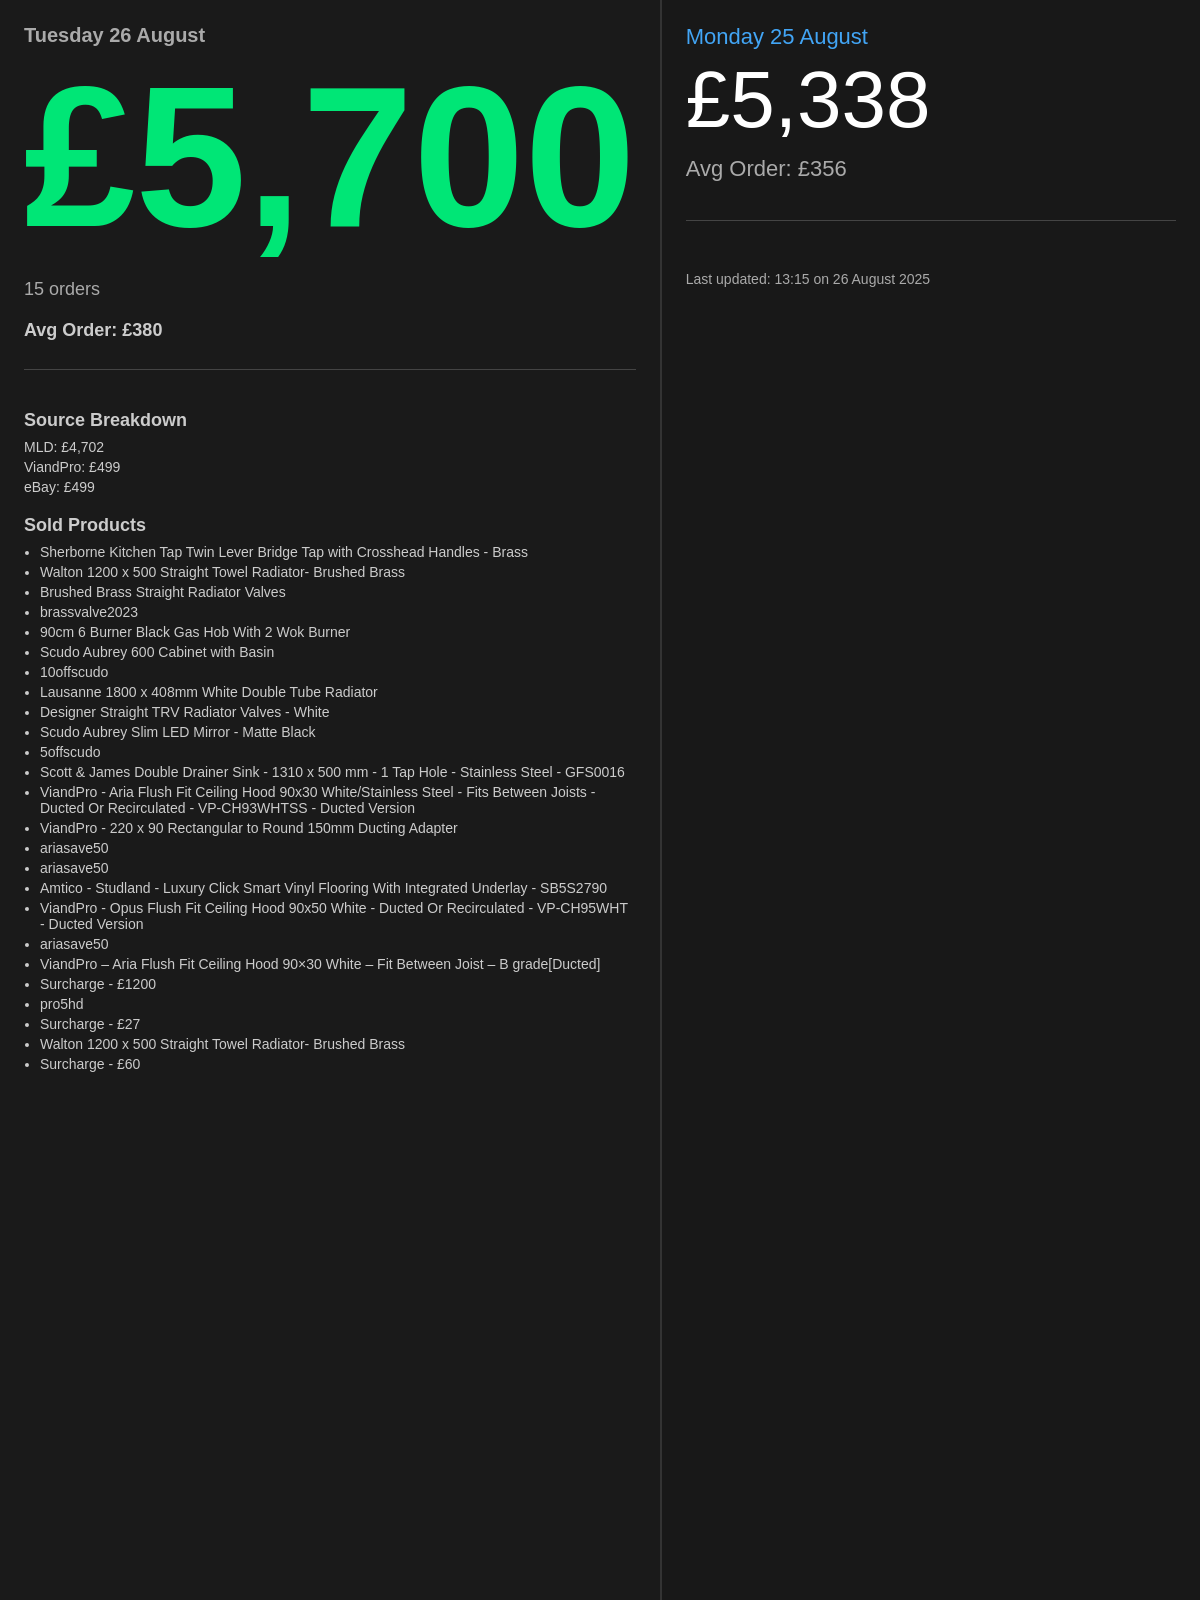 Tuesday 26 August
£5,700
15 orders
Avg Order: £380
Source Breakdown
MLD: £4,702
ViandPro: £499
eBay: £499
Sold Products
• Sherborne Kitchen Tap Twin Lever Bridge Tap with Crosshead Handles - Brass
• Walton 1200 x 500 Straight Towel Radiator- Brushed Brass
• Brushed Brass Straight Radiator Valves
• brassvalve2023
• 90cm 6 Burner Black Gas Hob With 2 Wok Burner
• Scudo Aubrey 600 Cabinet with Basin
• 10offscudo
• Lausanne 1800 x 408mm White Double Tube Radiator
• Designer Straight TRV Radiator Valves - White
• Scudo Aubrey Slim LED Mirror - Matte Black
• 5offscudo
• Scott & James Double Drainer Sink - 1310 x 500 mm - 1 Tap Hole - Stainless Steel - GFS0016
• ViandPro - Aria Flush Fit Ceiling Hood 90x30 White/Stainless Steel - Fits Between Joists -
Ducted Or Recirculated - VP-CH93WHTSS - Ducted Version
• ViandPro - 220 x 90 Rectangular to Round 150mm Ducting Adapter
• ariasave50
• ariasave50
• Amtico - Studland - Luxury Click Smart Vinyl Flooring With Integrated Underlay - SB5S2790
• ViandPro - Opus Flush Fit Ceiling Hood 90x50 White - Ducted Or Recirculated - VP-CH95WHT
- Ducted Version
• ariasave50
• ViandPro – Aria Flush Fit Ceiling Hood 90×30 White – Fit Between Joist – B grade[Ducted]
• Surcharge - £1200
• pro5hd
• Surcharge - £27
• Walton 1200 x 500 Straight Towel Radiator- Brushed Brass
• Surcharge - £60
Monday 25 August
£5,338
Avg Order: £356
Last updated: 13:15 on 26 August 2025